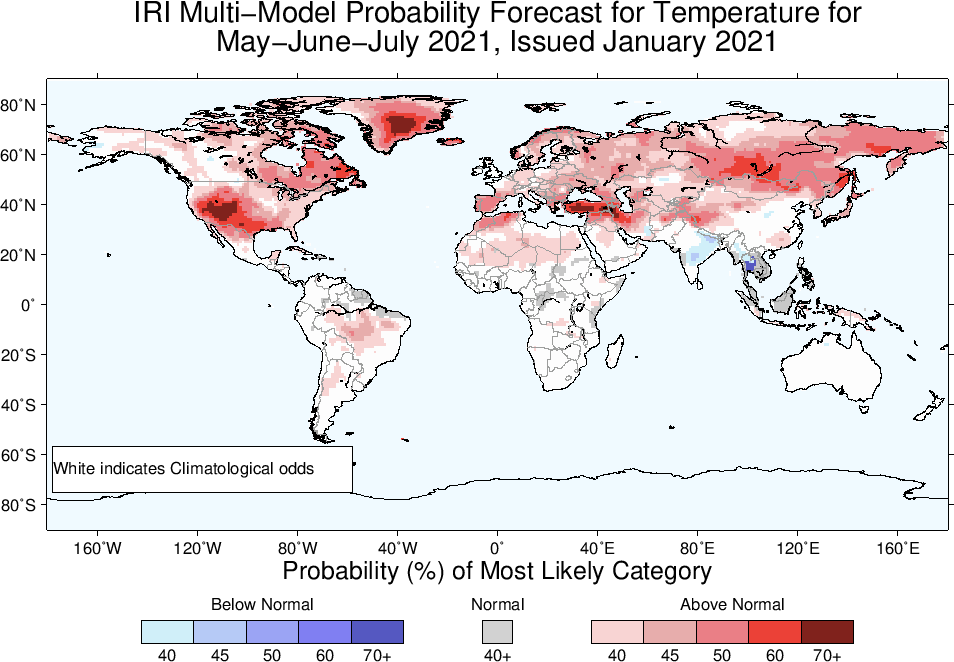 IRI Multi−Model Probability Forecast for Temperature for
May−June−July 2021, Issued January 2021
80˚N
60˚N
40˚N
20˚N
0˚
20˚S
40˚S
60˚S
80˚S
White indicates Climatological odds
160˚W 120˚W 80˚W 40˚W 0˚ 40˚E 80˚E 120˚E 160˚E
Probability (%) of Most Likely Category
Below Normal Normal Above Normal
40 45 50 60 70+ 40+ 40 45 50 60 70+